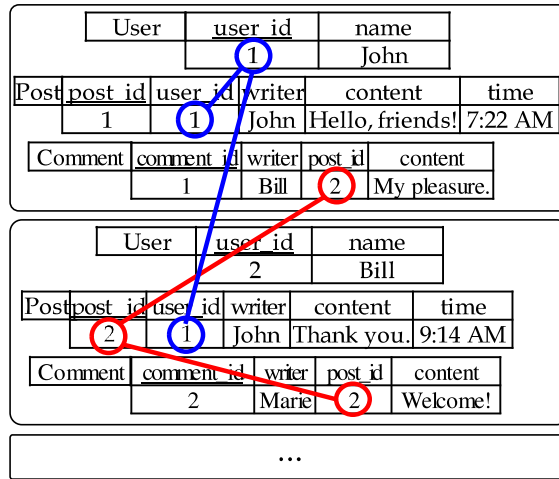 User user_id name
1 John
Post post_id user_id writer content time
1 1 John Hello, friends! 7:22 AM
Comment comment_id writer post_id content
1 Bill 2 My pleasure.
User user_id name
2 Bill
Post post_id user_id writer content time
2 1 John Thank you. 9:14 AM
Comment comment_id writer post_id content
2 Marie 2 Welcome!
...